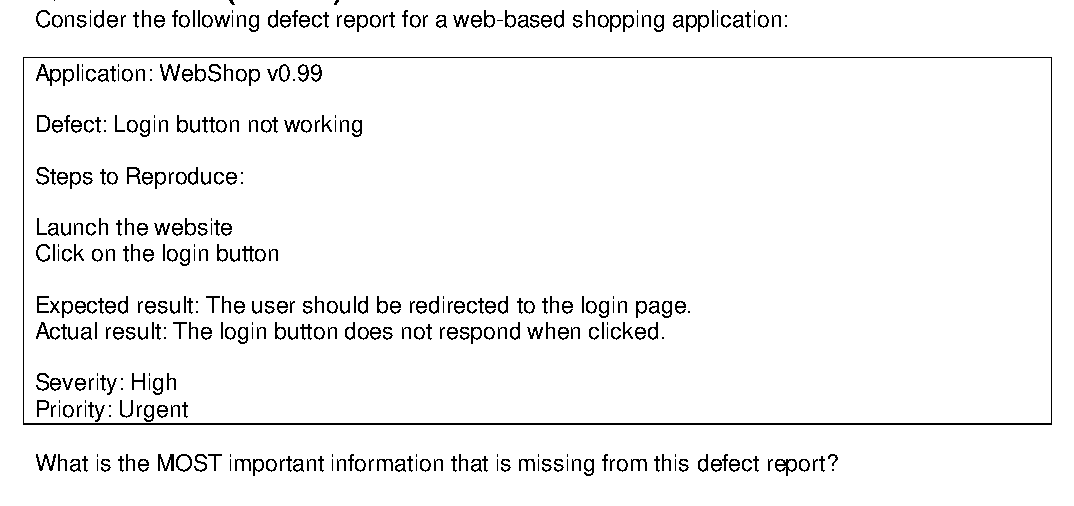 Consider the following defect report for a web-based shopping application:
Application: WebShop v0.99
Defect: Login button not working
Steps to Reproduce:
Launch the website
Click on the login button
Expected result: The user should be redirected to the login page.
Actual result: The login button does not respond when clicked.
Severity: High
Priority: Urgent
What is the MOST important information that is missing from this defect report?